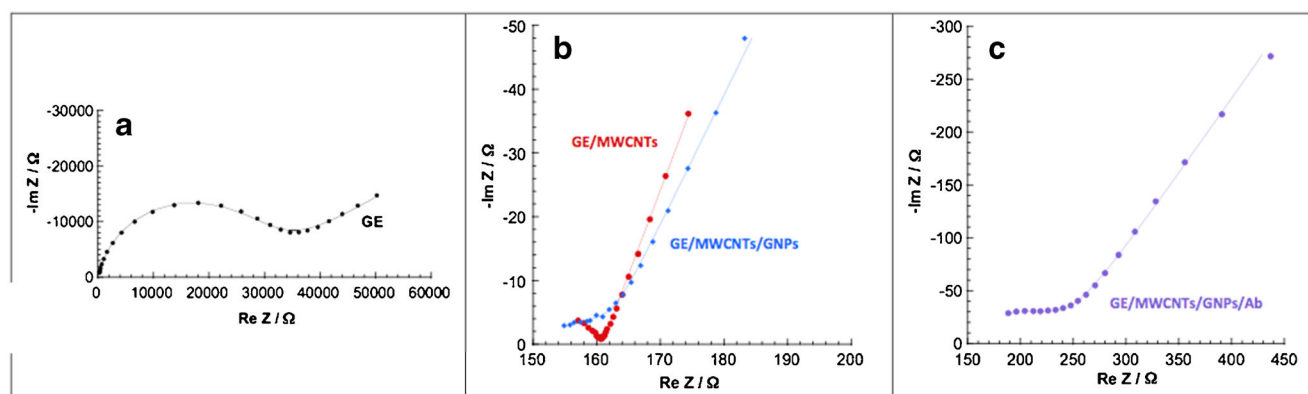 a
-30000
-20000
-10000
0
-Im Z / Ω
GE
0 10000 20000 30000 40000 50000 60000
Re Z / Ω
b
-50
-40
-30
-20
-10
0
-Im Z / Ω
GE/MWCNTs
GE/MWCNTs/GNPs
150 160 170 180 190 200
Re Z / Ω
c
-300
-250
-200
-150
-100
-50
0
-Im Z / Ω
GE/MWCNTs/GNPs/Ab
150 200 250 300 350 400 450
Re Z / Ω